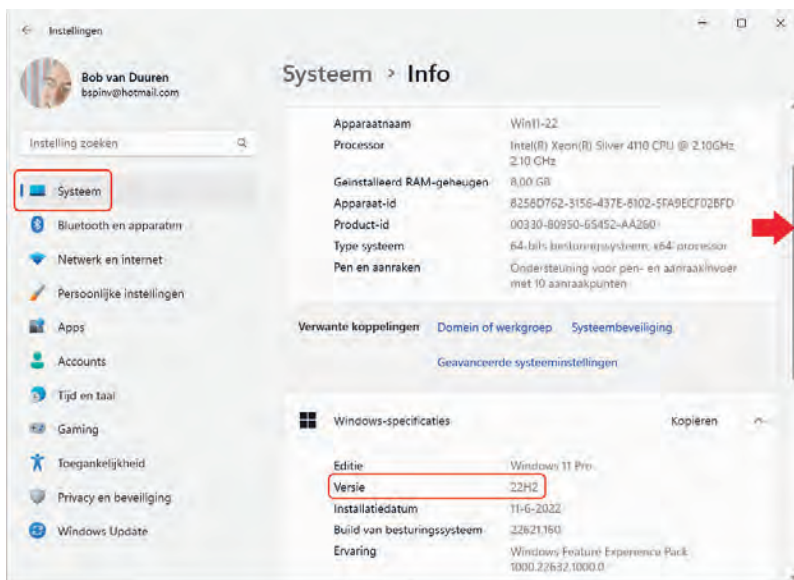 Instellingen
Bob van Duuren
bspinv@hotmail.com
Instelling zoeken
Systeem
Bluetooth en apparaten
Netwerk en internet
Persoonlijke instellingen
Apps
Accounts
Tijd en taal
Gaming
Toegankelijkheid
Privacy en beveiliging
Windows Update
Systeem > Info
Apparaatnaam Win11-22
Processor Intel(R) Xeon(R) Silver 4110 CPU @ 2.10GHz
2.10 GHz
Geïnstalleerd RAM-geheugen 8,00 GB
Apparaat-id 8258D762-3156-437E-8102-5FA9ECF02BFD
Product-id 00330-80950-65452-AA260
Type systeem 64-bits besturingssysteem, x64-processor
Pen en aanraken Ondersteuning voor pen- en aanraakinvoer
met 10 aanraakpunten
Verwante koppelingen Domein of werkgroep Systeembeveiliging
Geavanceerde systeeminstellingen
Windows-specificaties Kopiëren
Editie Windows 11 Pro
Versie 22H2
Installatiedatum 11-6-2022
Build van besturingssysteem 22621.160
Ervaring Windows Feature Experience Pack
1000.22632.1000.0